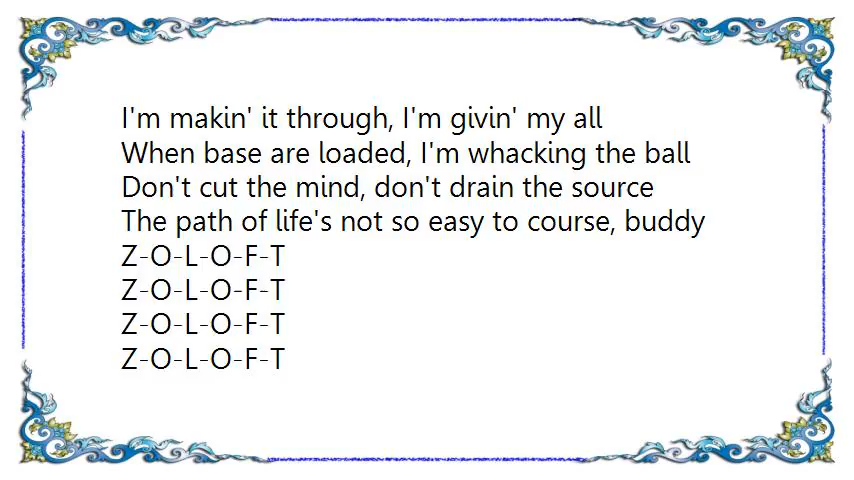 I'm makin' it through, I'm givin' my all
When base are loaded, I'm whacking the ball
Don't cut the mind, don't drain the source
The path of life's not so easy to course, buddy
Z-O-L-O-F-T
Z-O-L-O-F-T
Z-O-L-O-F-T
Z-O-L-O-F-T